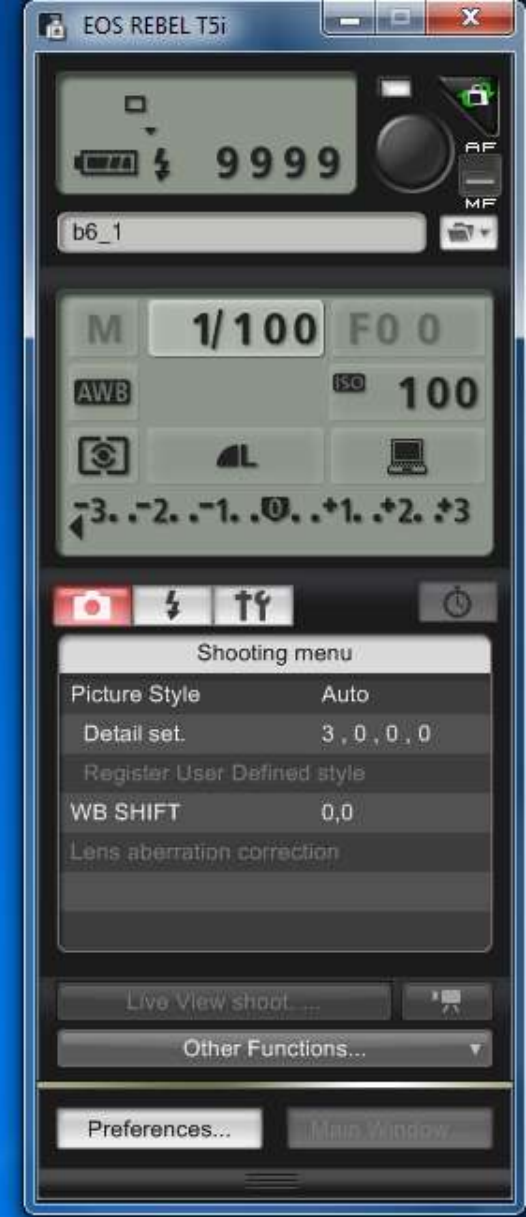 EOS REBEL T5i
9999
AF
MF
b6_1
M 1/100 F00
AWB ISO 100
L
-3. .-2. .-1. .0. .+1. .+2. .+3
Shooting menu
Picture Style Auto
Detail set. 3 , 0 , 0 , 0
Register User Defined style
WB SHIFT 0,0
Lens aberration correction
Live View shoot. ...
Other Functions...
Preferences... Main Window...